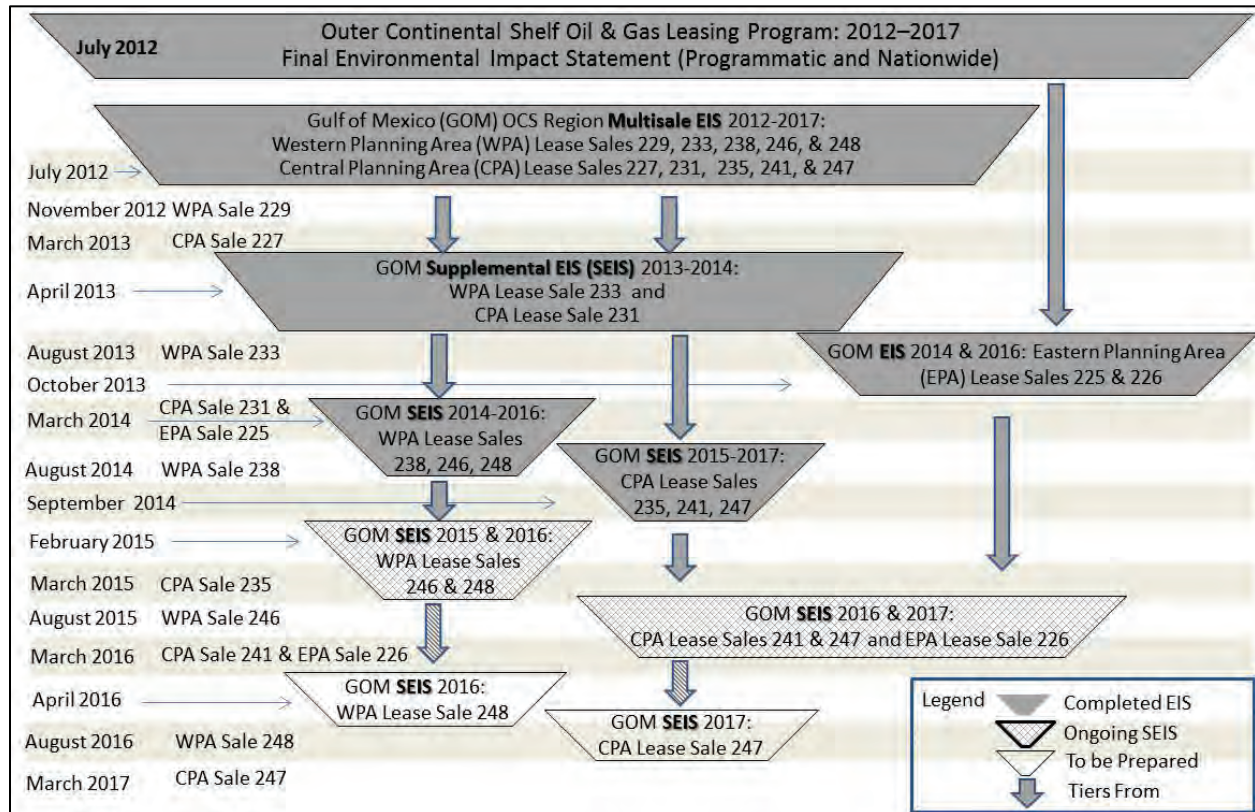 July 2012
Outer Continental Shelf Oil & Gas Leasing Program: 2012–2017
Final Environmental Impact Statement (Programmatic and Nationwide)
Gulf of Mexico (GOM) OCS Region Multisale EIS 2012-2017:
Western Planning Area (WPA) Lease Sales 229, 233, 238, 246, & 248
Central Planning Area (CPA) Lease Sales 227, 231, 235, 241, & 247
July 2012
November 2012 WPA Sale 229
March 2013 CPA Sale 227
GOM Supplemental EIS (SEIS) 2013-2014:
WPA Lease Sale 233 and
CPA Lease Sale 231
April 2013
August 2013 WPA Sale 233
GOM EIS 2014 & 2016: Eastern Planning Area
(EPA) Lease Sales 225 & 226
October 2013
March 2014
CPA Sale 231 &
EPA Sale 225
GOM SEIS 2014-2016:
WPA Lease Sales
238, 246, 248
GOM SEIS 2015-2017:
CPA Lease Sales
235, 241, 247
August 2014 WPA Sale 238
September 2014
February 2015
GOM SEIS 2015 & 2016:
WPA Lease Sales
246 & 248
March 2015 CPA Sale 235
August 2015 WPA Sale 246
GOM SEIS 2016 & 2017:
CPA Lease Sales 241 & 247 and EPA Lease Sale 226
March 2016 CPA Sale 241 & EPA Sale 226
April 2016
GOM SEIS 2016:
WPA Lease Sale 248
GOM SEIS 2017:
CPA Lease Sale 247
August 2016 WPA Sale 248
March 2017 CPA Sale 247
Legend
Completed EIS
Ongoing SEIS
To be Prepared
Tiers From